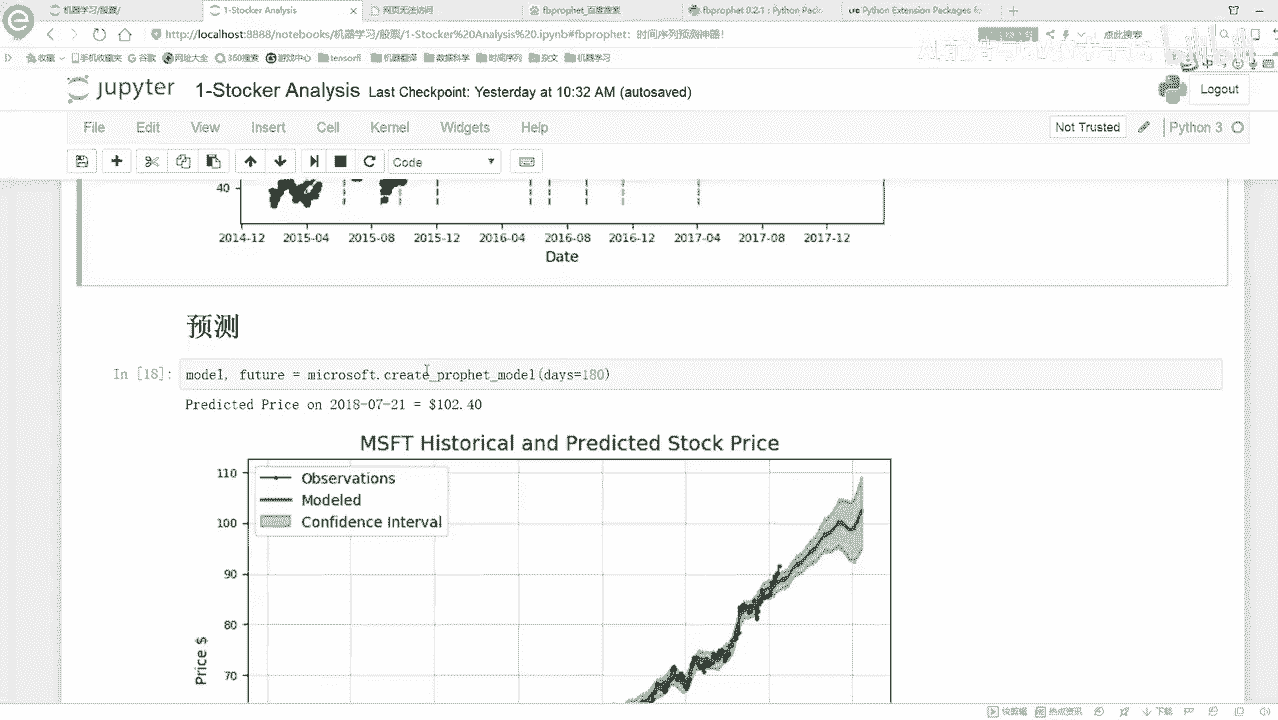 机器学习/股票/
1-Stocker Analysis
网页无法访问
fbprophet_百度搜索
fbprophet 0.2.1 : Python Pack
Python Extension Packages fo
http://localhost:8888/notebooks/机器学习/股票/1-Stocker%20Analysis%20.ipynb#fbprophet：时间序列预测神器！
点此搜索
收藏
手机收藏夹
谷歌
网址大全
360搜索
游戏中心
tensorfl
机器翻译
数据科学
时间序列
杂文
机器学习
jupyter
1-Stocker Analysis
Last Checkpoint: Yesterday at 10:32 AM (autosaved)
Logout
File
Edit
View
Insert
Cell
Kernel
Widgets
Help
Not Trusted
Python 3
Code
40
2014-12
2015-04
2015-08
2015-12
2016-04
2016-08
2016-12
2017-04
2017-08
2017-12
Date
预测
In [18]:
model, future = microsoft.create_prophet_model(days=180)
Predicted Price on 2018-07-21 = $102.40
MSFT Historical and Predicted Stock Price
110
100
90
80
70
Observations
Modeled
Confidence Interval
Price $
快剪辑
热点资讯
下载